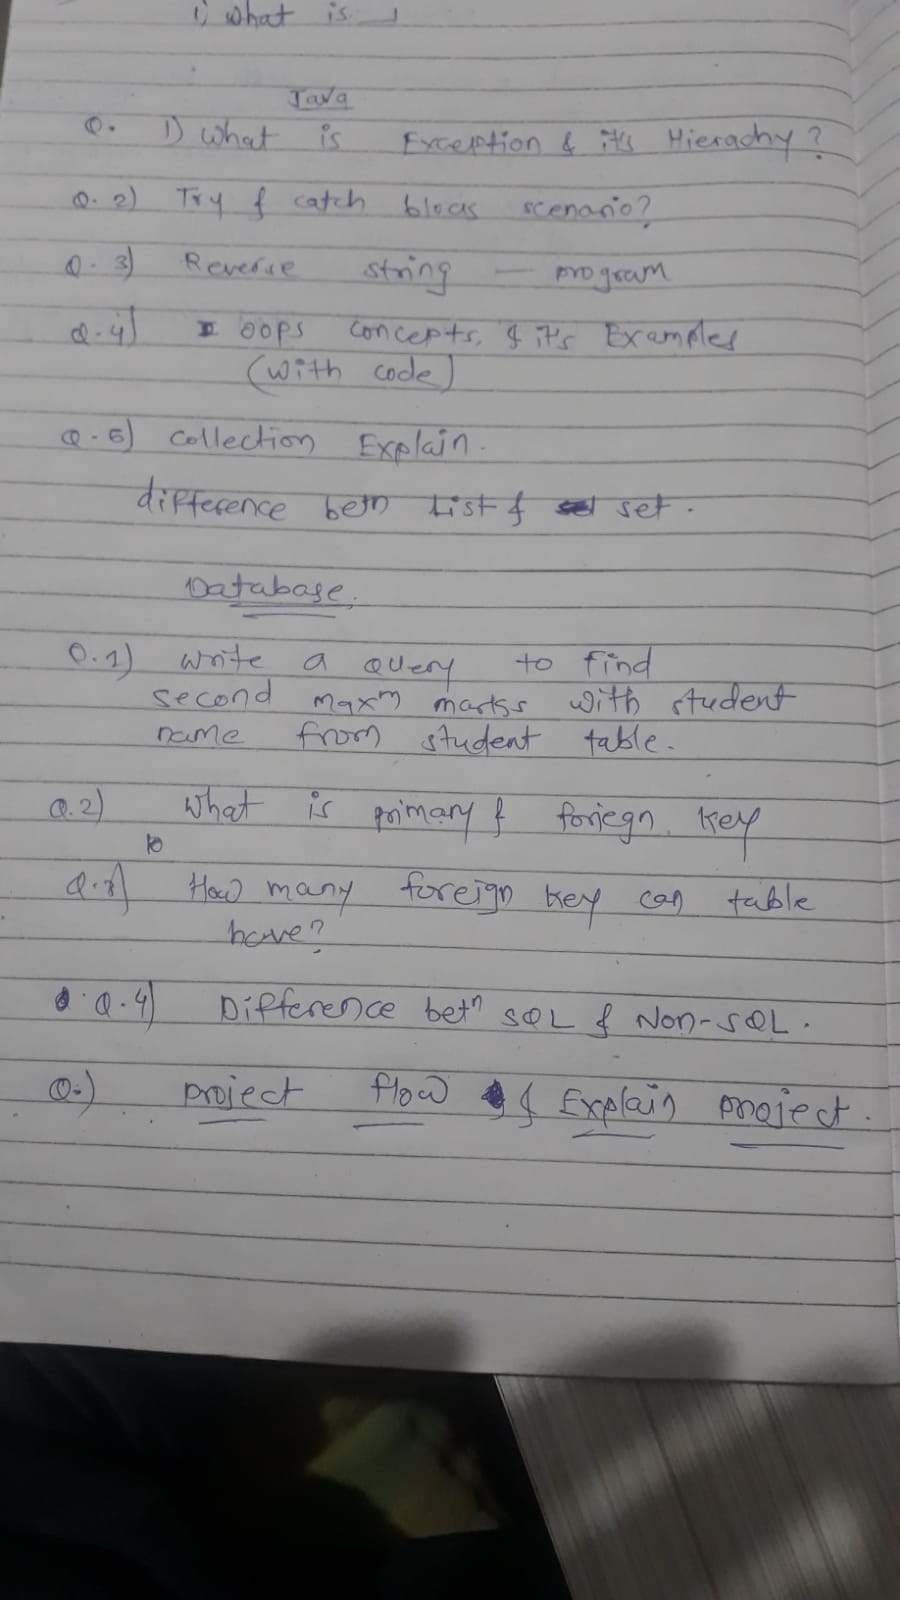 1) What is
Java
Q. 1) What is Exception & it's Hierachy?
Q. 2) Try & catch blocks scenario?
Q. 3) Reverse string - program
Q. 4) oops concepts, & it's Examples
(with code)
Q. 5) collection Explain.
difference betn List & set.
Database.
Q. 1) write a query to find
second maxm marks with student
name from student table.
Q. 2) What is primary & foriegn key
to
Q. 3) How many foreign key can table
have?
Q. 4) Difference betn SQL & Non-SQL.
Q.) project flow & Explain project.